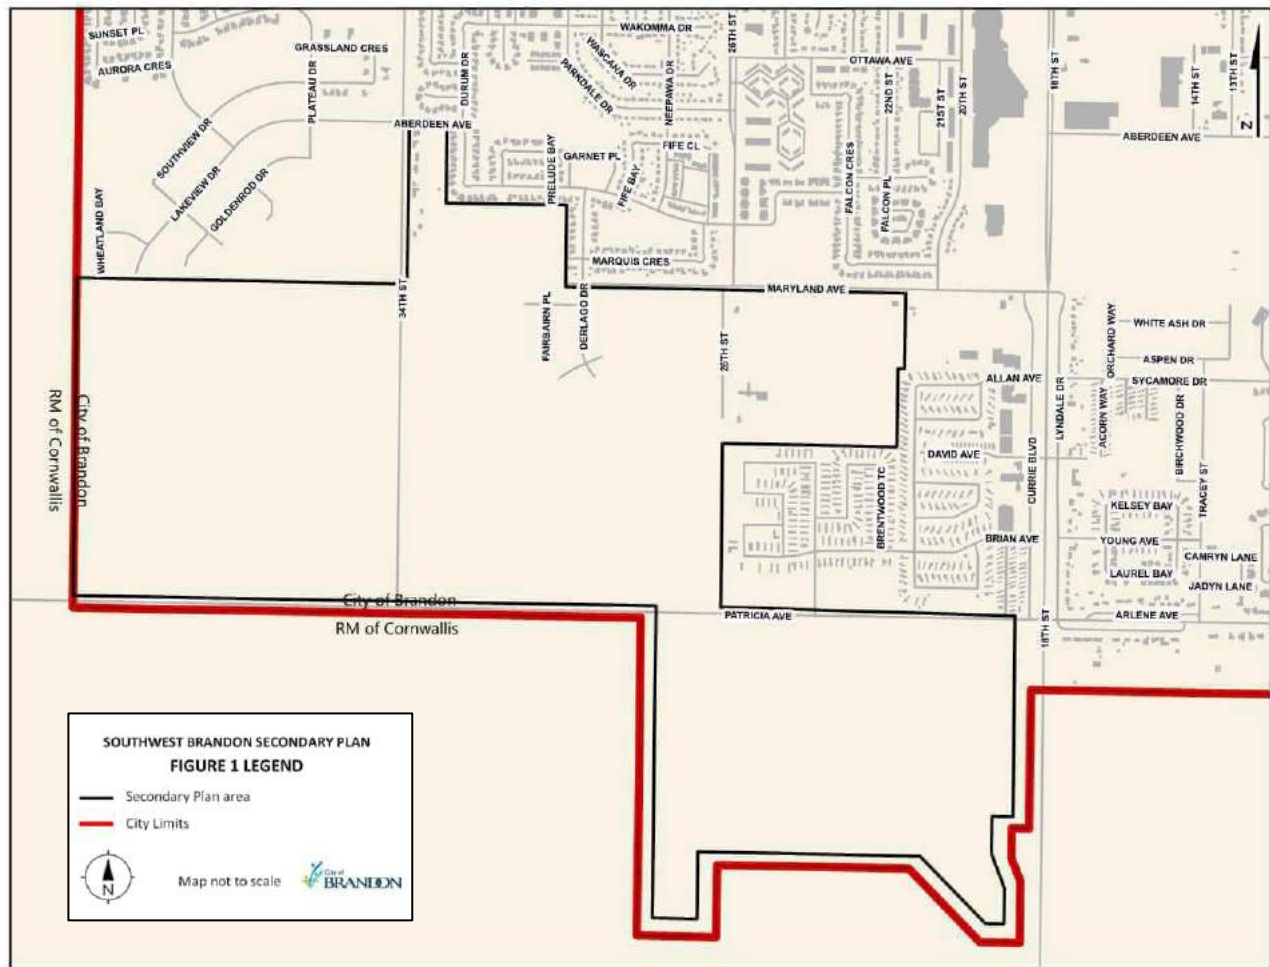 SUNSET PL
AURORA CRES
GRASSLAND CRES
PLATEAU DR
SOUTHVIEW DR
LAKEVIEW DR
GOLDENROD DR
WHEATLAND BAY
ABERDEEN AVE
DURUM DR
WAKOMMA DR
WASCANA DR
PARKDALE DR
NEEPAWA DR
26TH ST
PRELUDE BAY
GARNET PL
FIFE CL
FIFE BAY
MARQUIS CRES
OTTAWA AVE
22ND ST
21ST ST
20TH ST
FALCON CRES
FALCON PL
18TH ST
14TH ST
13TH ST
ABERDEEN AVE
N
34TH ST
MARYLAND AVE
FAIRBAIRN PL
DERLAGO DR
26TH ST
ALLAN AVE
LYNDALE DR
ORCHARD WAY
WHITE ASH DR
ASPEN DR
SYCAMORE DR
ACORN WAY
BIRCHWOOD DR
TRACEY ST
DAVID AVE
CURRIE BLVD
BRENTWOOD TC
BRIAN AVE
KELSEY BAY
YOUNG AVE
CAMRYN LANE
LAUREL BAY
JADYN LANE
ARLENE AVE
PATRICIA AVE
18TH ST
City of Brandon
RM of Cornwallis
City of Brandon
RM of Cornwallis
SOUTHWEST BRANDON SECONDARY PLAN
FIGURE 1 LEGEND
Secondary Plan area
City Limits
N
Map not to scale
City of
BRANDON